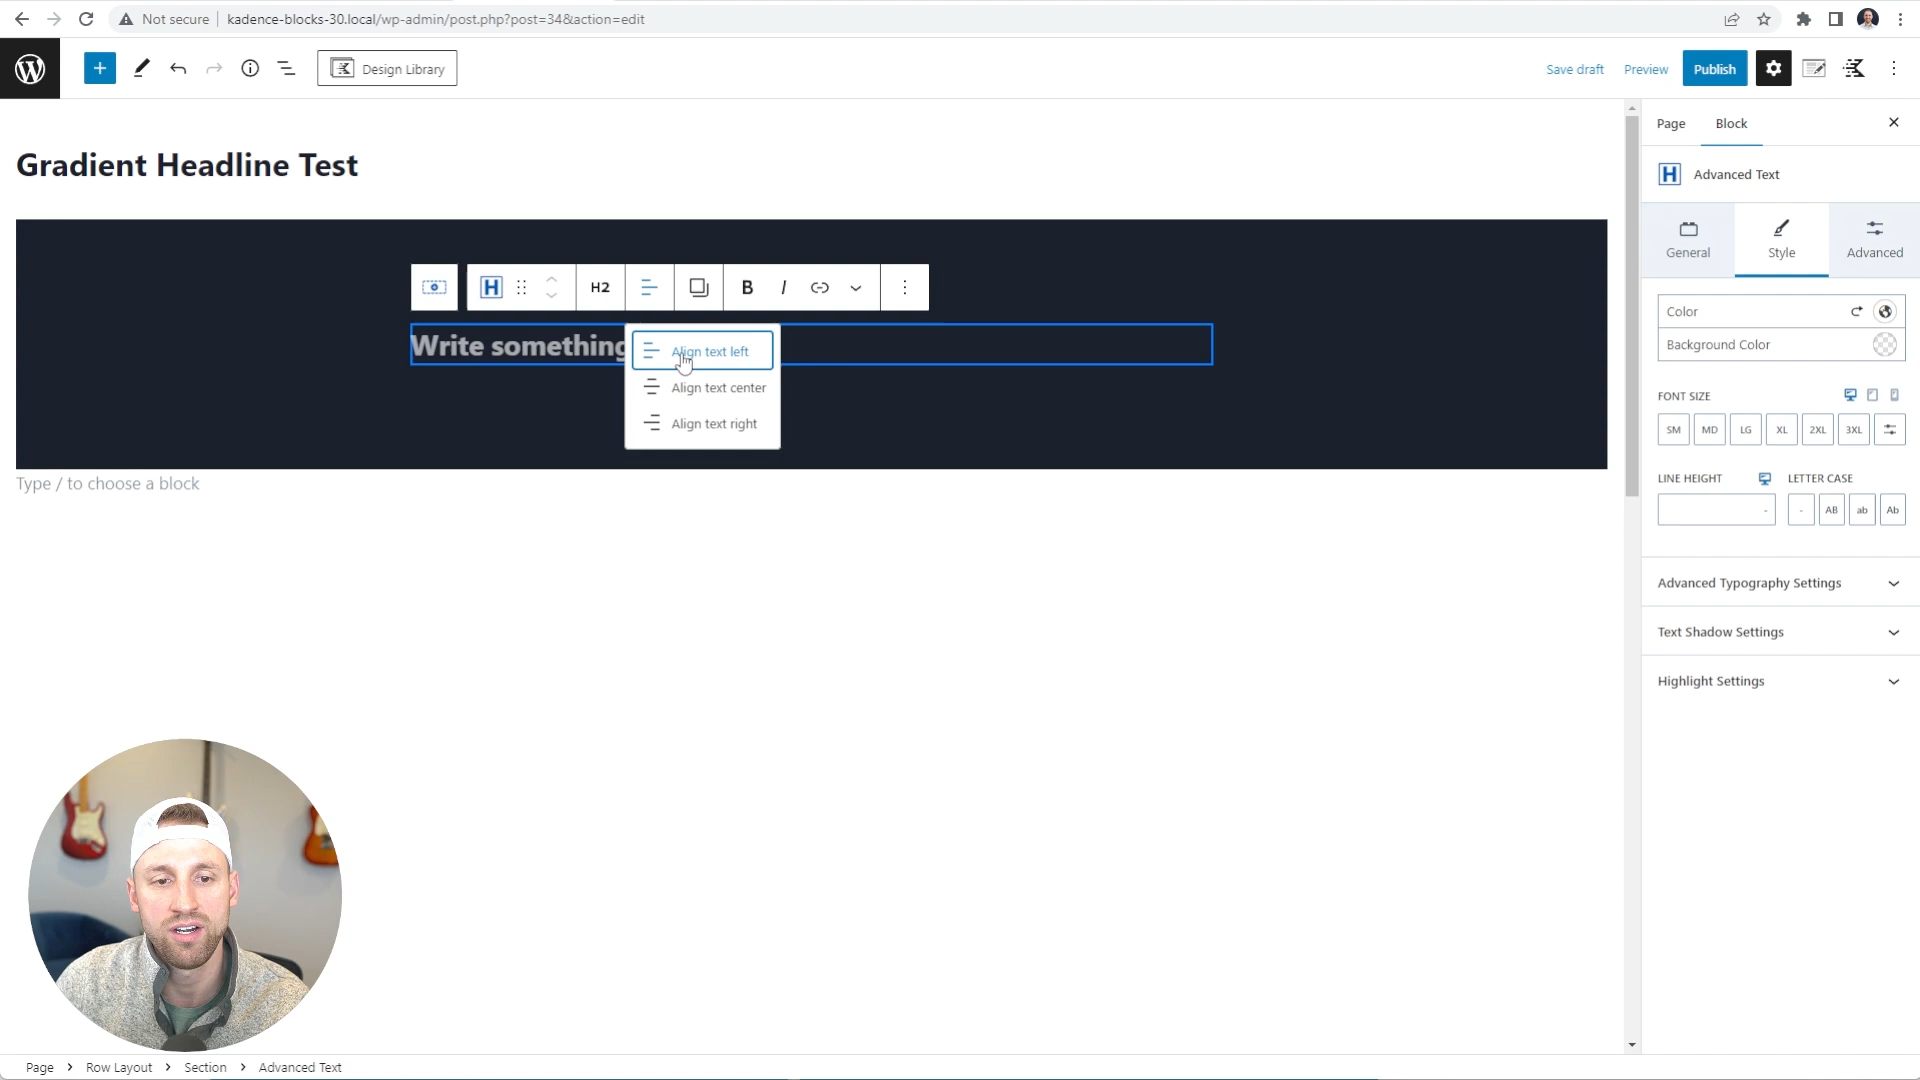 Not secure kadence-blocks-30.local/wp-admin/post.php?post=34&action=edit
Design Library
Save draft Preview Publish
Page Block
Gradient Headline Test
H Advanced Text
General Style Advanced
H H2 B I
Color
Write something
Align text left
Background Color
Align text center
FONT SIZE
Align text right
SM MD LG XL 2XL 3XL
LINE HEIGHT LETTER CASE
Type / to choose a block
- - AB ab Ab
Advanced Typography Settings
Text Shadow Settings
Highlight Settings
Page Row Layout Section Advanced Text